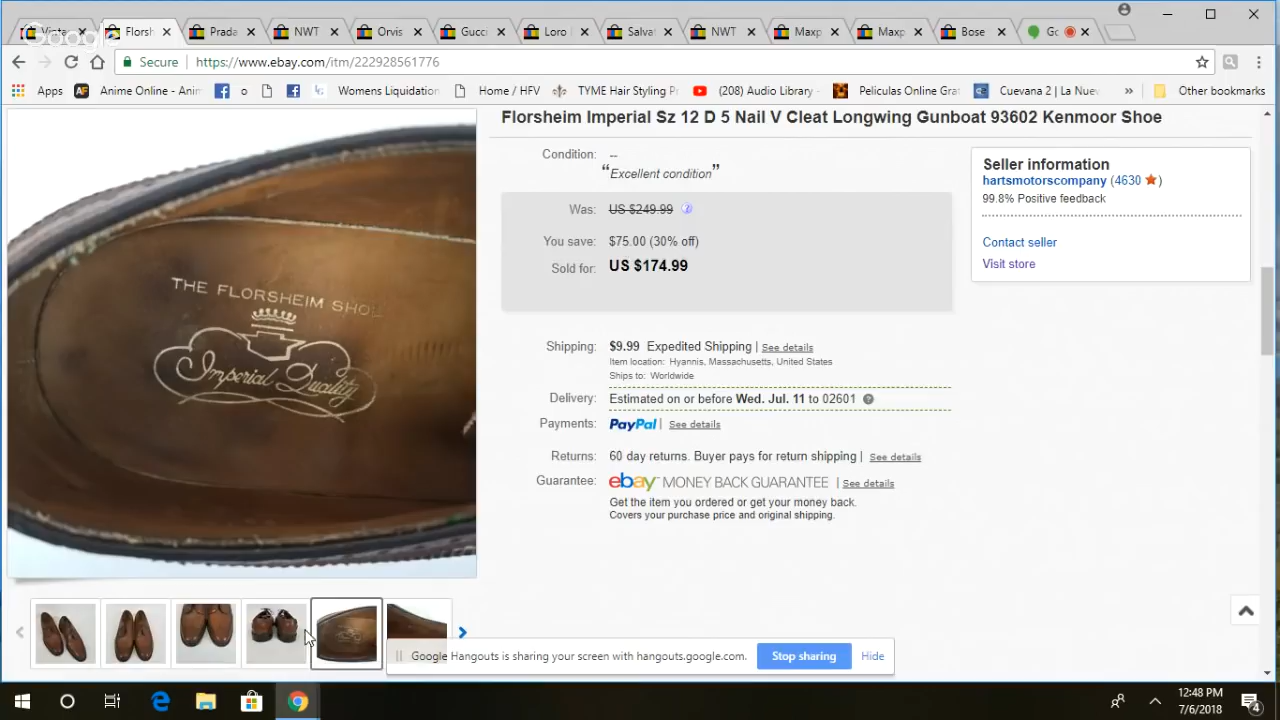 Google
Vinta
Florsh
Prada
NWT
Orvis
Gucc
Loro
Salva
NWT
Maxp
Maxp
Bose
Go
Secure
https://www.ebay.com/itm/222928561776
Apps
Anime Online - Anim
o
Womens Liquidation
Home / HFV
TYME Hair Styling P
(208) Audio Library -
Peliculas Online Grat
Cuevana 2 | La Nuev
»
Other bookmarks
Florsheim Imperial Sz 12 D 5 Nail V Cleat Longwing Gunboat 93602 Kenmoor Shoe
Condition: --
“Excellent condition”
Was: US $249.99
You save: $75.00 (30% off)
Sold for: US $174.99
Seller information
hartsmotorscompany (4630 )
99.8% Positive feedback
Contact seller
Visit store
THE FLORSHEIM SHOE
Imperial Quality
Shipping: $9.99 Expedited Shipping | See details
Item location: Hyannis, Massachusetts, United States
Ships to: Worldwide
Delivery: Estimated on or before Wed. Jul. 11 to 02601
Payments: PayPal | See details
Returns: 60 day returns. Buyer pays for return shipping | See details
Guarantee: ebay MONEY BACK GUARANTEE | See details
Get the item you ordered or get your money back.
Covers your purchase price and original shipping.
Google Hangouts is sharing your screen with hangouts.google.com.
Stop sharing
Hide
12:48 PM
7/6/2018
4